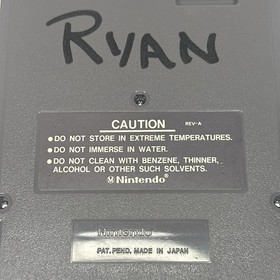 RYAN
CAUTION REV-A
•DO NOT STORE IN EXTREME TEMPERATURES.
•DO NOT IMMERSE IN WATER.
•DO NOT CLEAN WITH BENZENE, THINNER,
ALCOHOL OR OTHER SUCH SOLVENTS.
Ⓜ Nintendo
Nintendo
PAT. PEND. MADE IN JAPAN